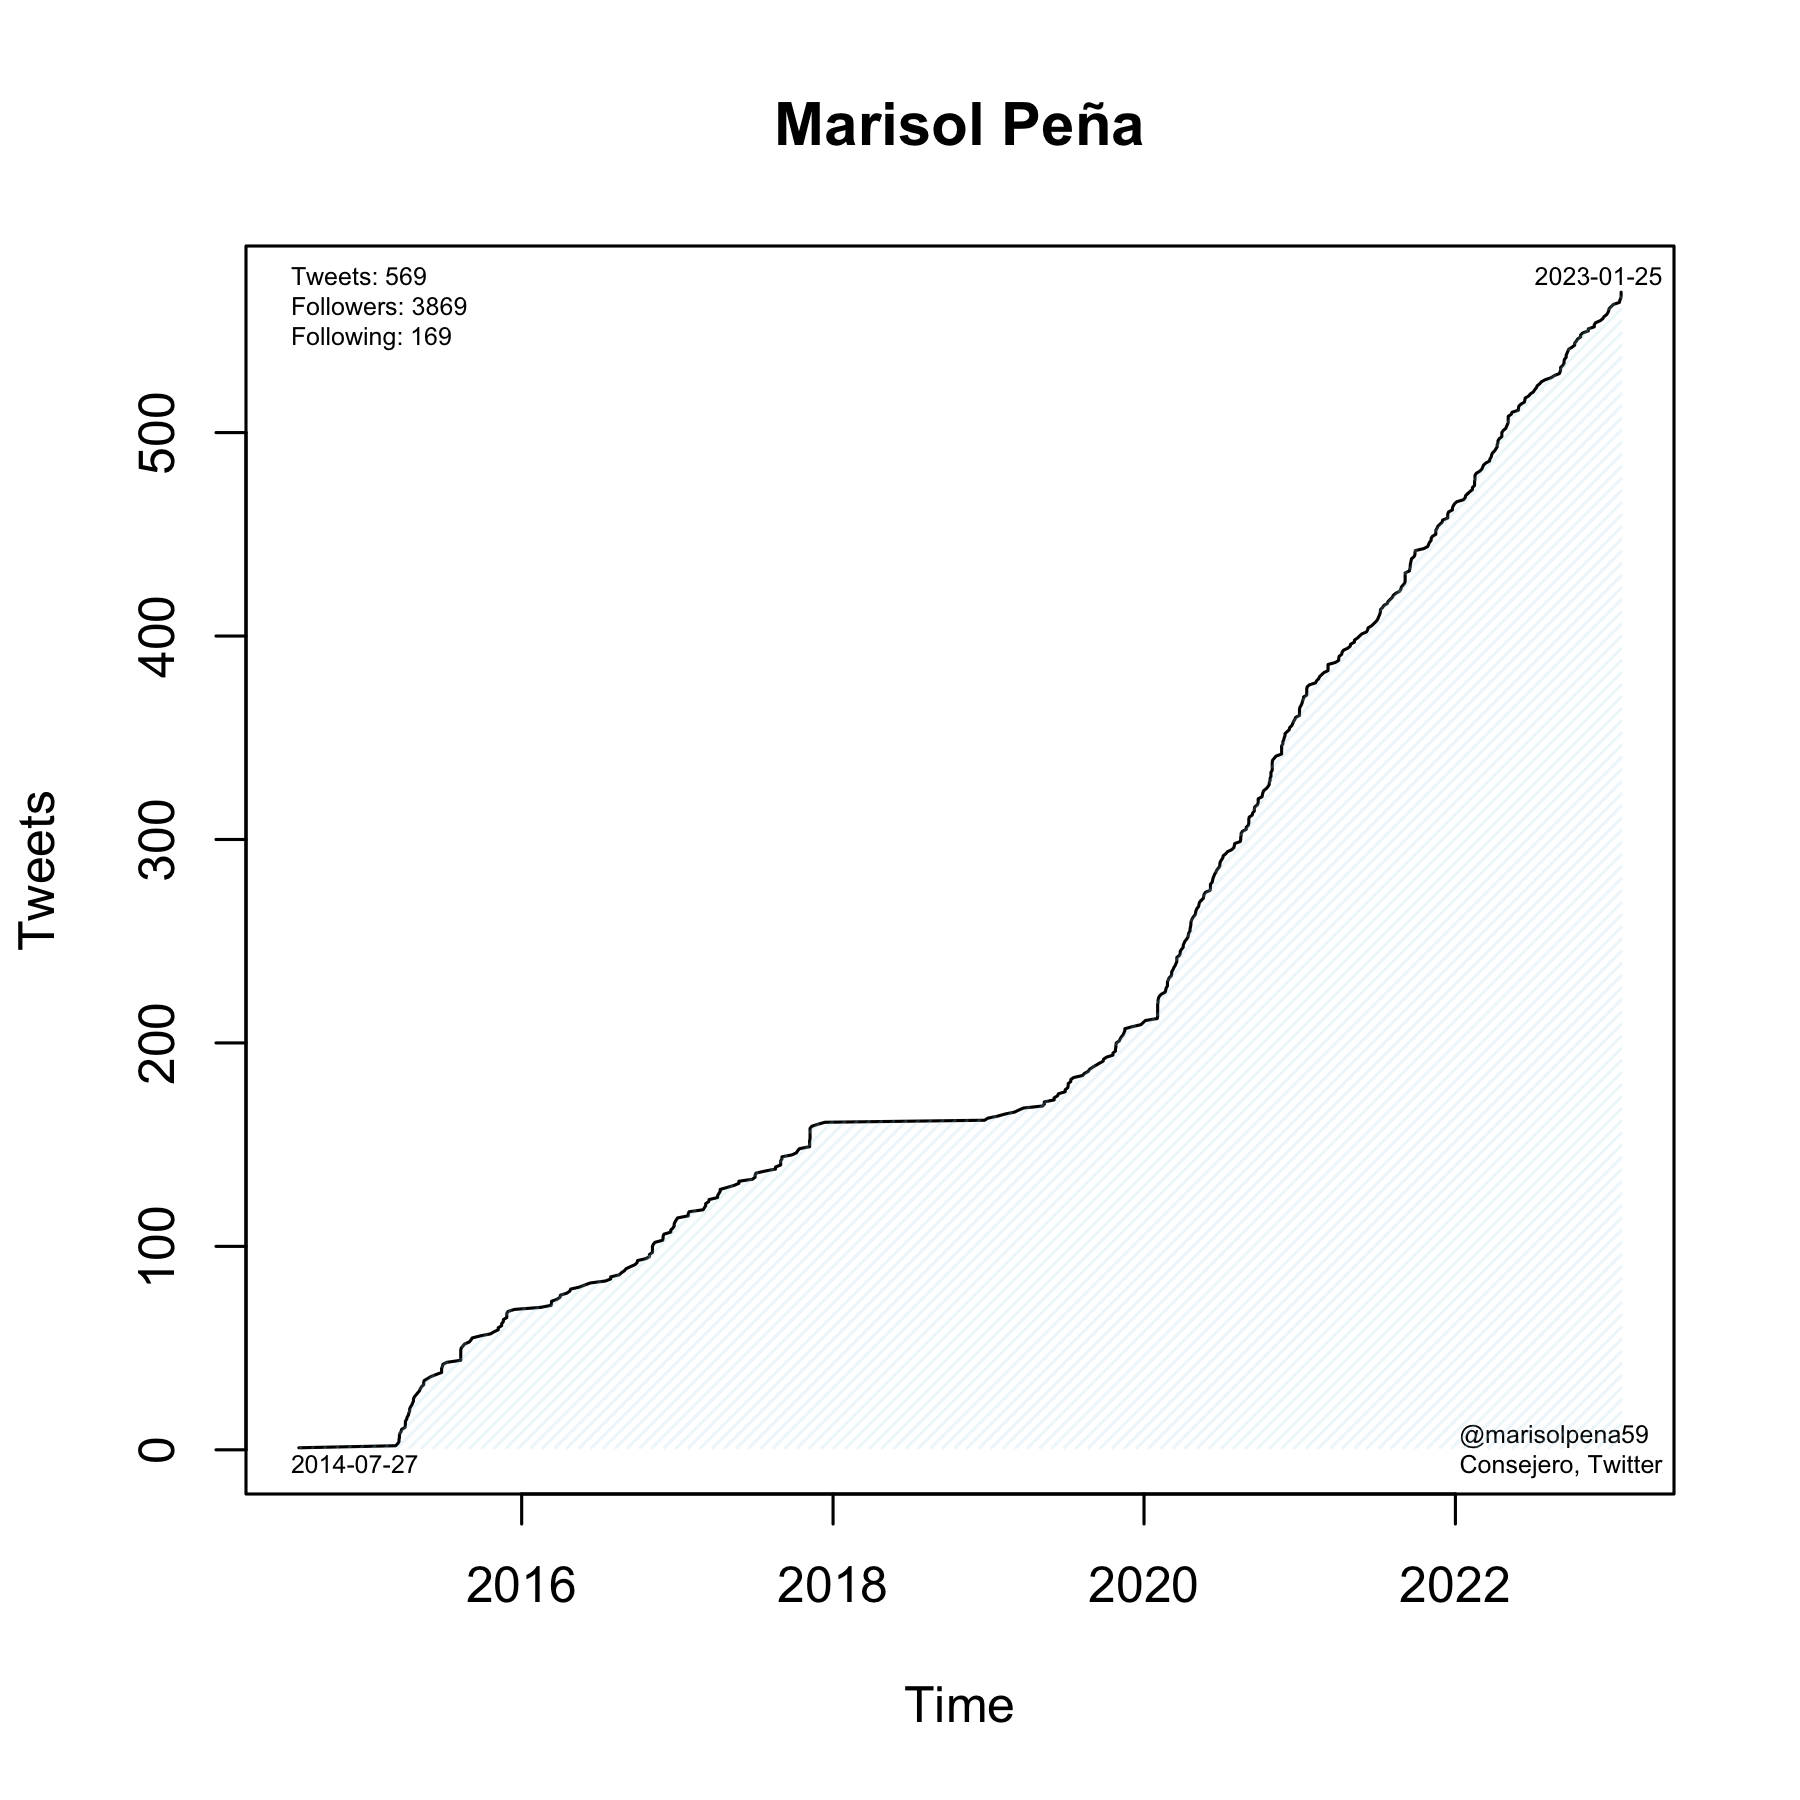 Marisol Peña
Tweets: 569
Followers: 3869
Following: 169
2023-01-25
500
400
300
200
100
0
Tweets
@marisolpena59
Consejero, Twitter
2014-07-27
2016 2018 2020 2022
Time